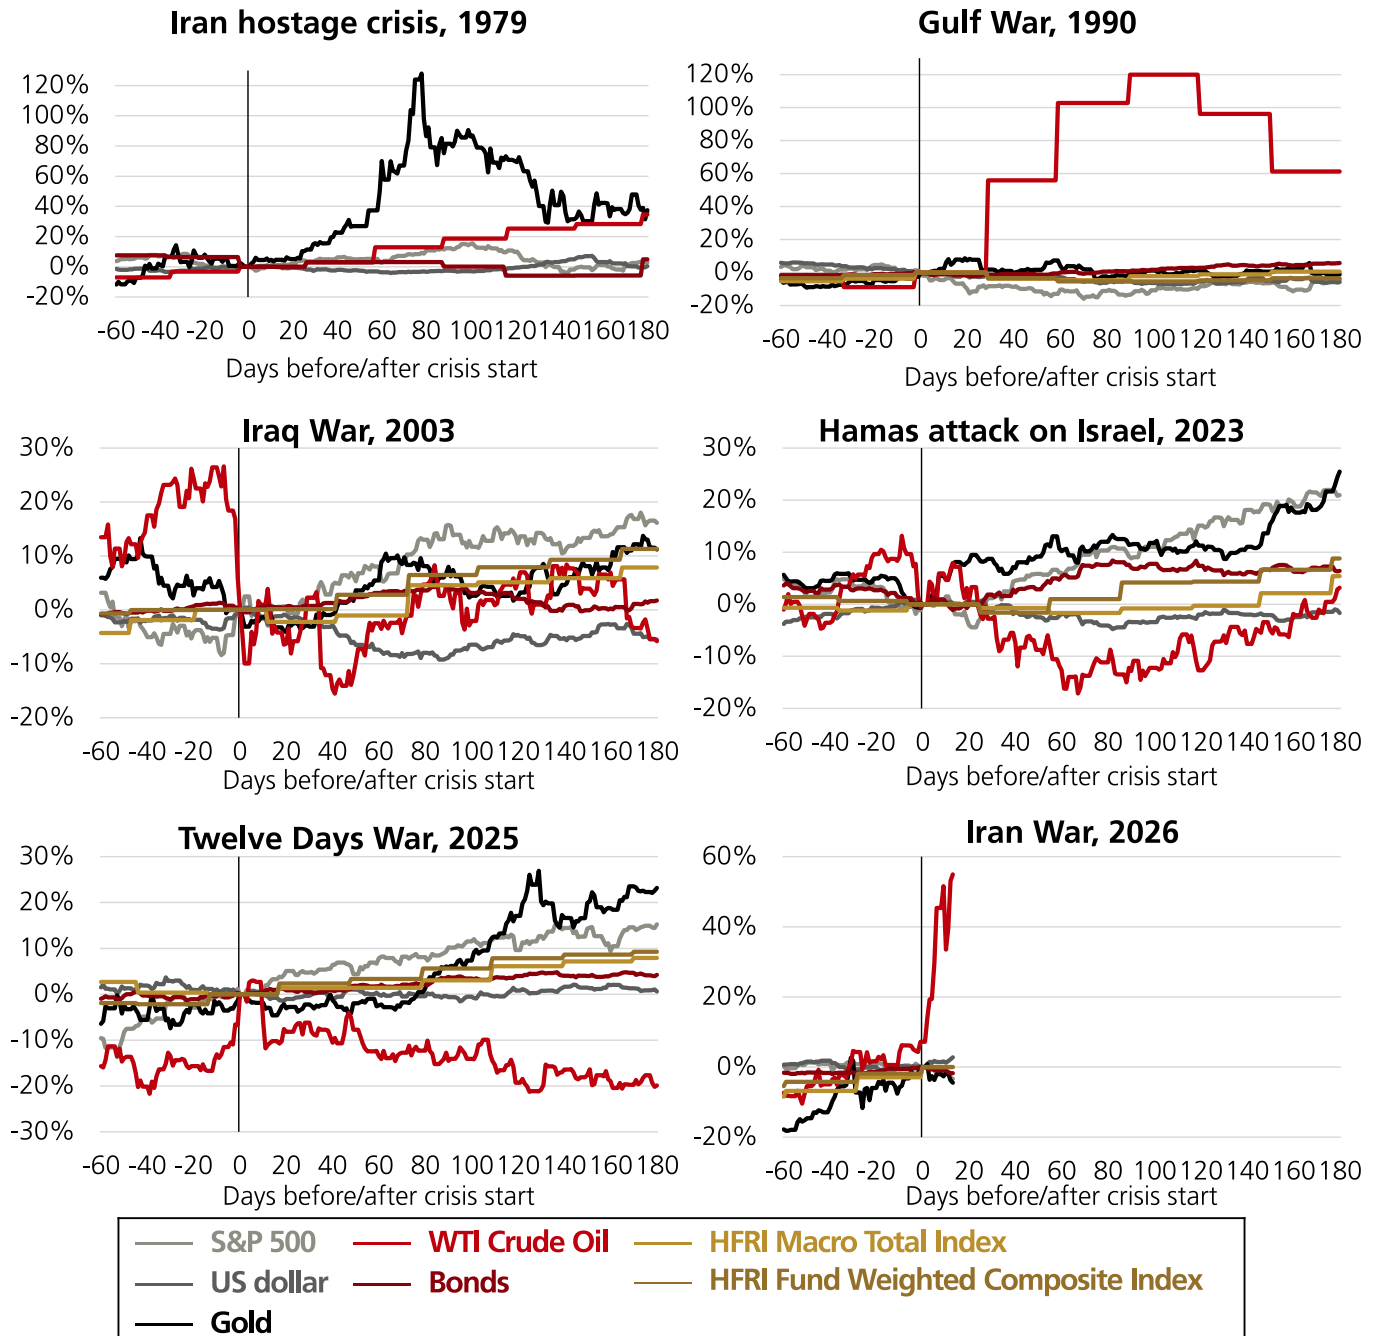 Iran hostage crisis, 1979
120%
100%
80%
60%
40%
20%
0%
-20%
-60 -40 -20 0 20 40 60 80 100 120 140 160 180
Days before/after crisis start
Gulf War, 1990
120%
100%
80%
60%
40%
20%
0%
-20%
-60 -40 -20 0 20 40 60 80 100 120 140 160 180
Days before/after crisis start
Iraq War, 2003
30%
20%
10%
0%
-10%
-20%
-60 -40 -20 0 20 40 60 80 100 120 140 160 180
Days before/after crisis start
Hamas attack on Israel, 2023
30%
20%
10%
0%
-10%
-20%
-60 -40 -20 0 20 40 60 80 100 120 140 160 180
Days before/after crisis start
Twelve Days War, 2025
30%
20%
10%
0%
-10%
-20%
-30%
-60 -40 -20 0 20 40 60 80 100 120 140 160 180
Days before/after crisis start
Iran War, 2026
60%
40%
20%
0%
-20%
-60 -40 -20 0 20 40 60 80 100 120 140 160 180
Days before/after crisis start
S&P 500
WTI Crude Oil
HFRI Macro Total Index
US dollar
Bonds
HFRI Fund Weighted Composite Index
Gold